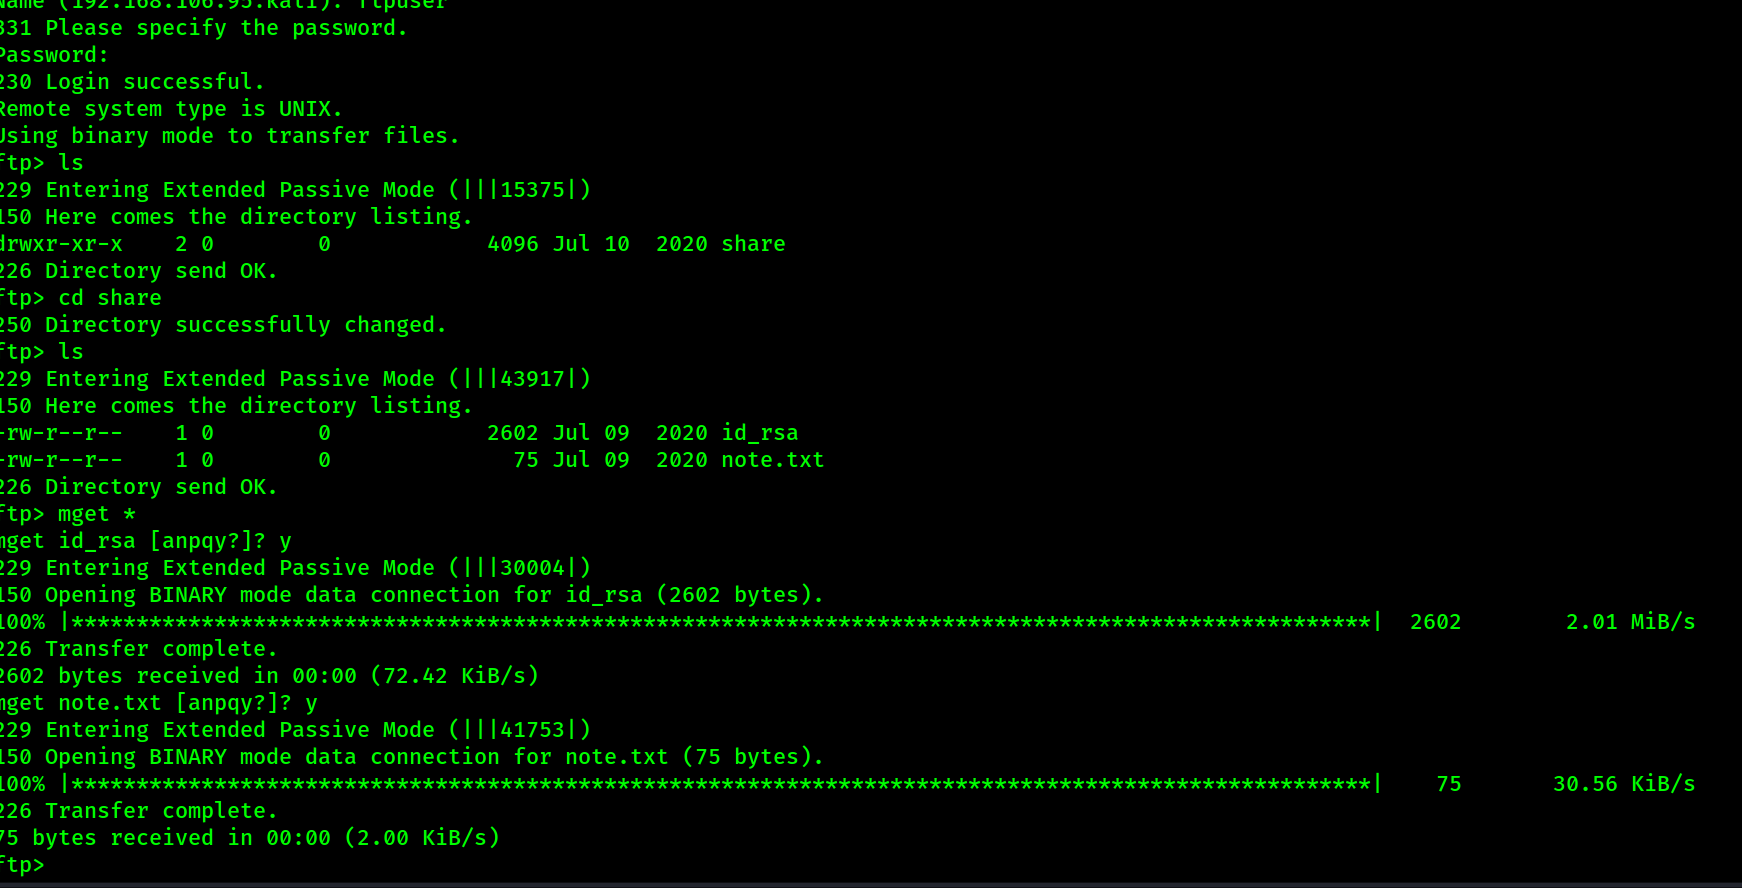 Name (192.168.106.95:kali): ftpuser
331 Please specify the password.
Password:
230 Login successful.
Remote system type is UNIX.
Using binary mode to transfer files.
ftp> ls
229 Entering Extended Passive Mode (|||15375|)
150 Here comes the directory listing.
drwxr-xr-x    2 0        0            4096 Jul 10  2020 share
226 Directory send OK.
ftp> cd share
250 Directory successfully changed.
ftp> ls
229 Entering Extended Passive Mode (|||43917|)
150 Here comes the directory listing.
-rw-r--r--    1 0        0            2602 Jul 09  2020 id_rsa
-rw-r--r--    1 0        0              75 Jul 09  2020 note.txt
226 Directory send OK.
ftp> mget *
mget id_rsa [anpqy?]? y
229 Entering Extended Passive Mode (|||30004|)
150 Opening BINARY mode data connection for id_rsa (2602 bytes).
100% |****************************************************************************************************|  2602        2.01 MiB/s
226 Transfer complete.
2602 bytes received in 00:00 (72.42 KiB/s)
mget note.txt [anpqy?]? y
229 Entering Extended Passive Mode (|||41753|)
150 Opening BINARY mode data connection for note.txt (75 bytes).
100% |****************************************************************************************************|    75       30.56 KiB/s
226 Transfer complete.
75 bytes received in 00:00 (2.00 KiB/s)
ftp>